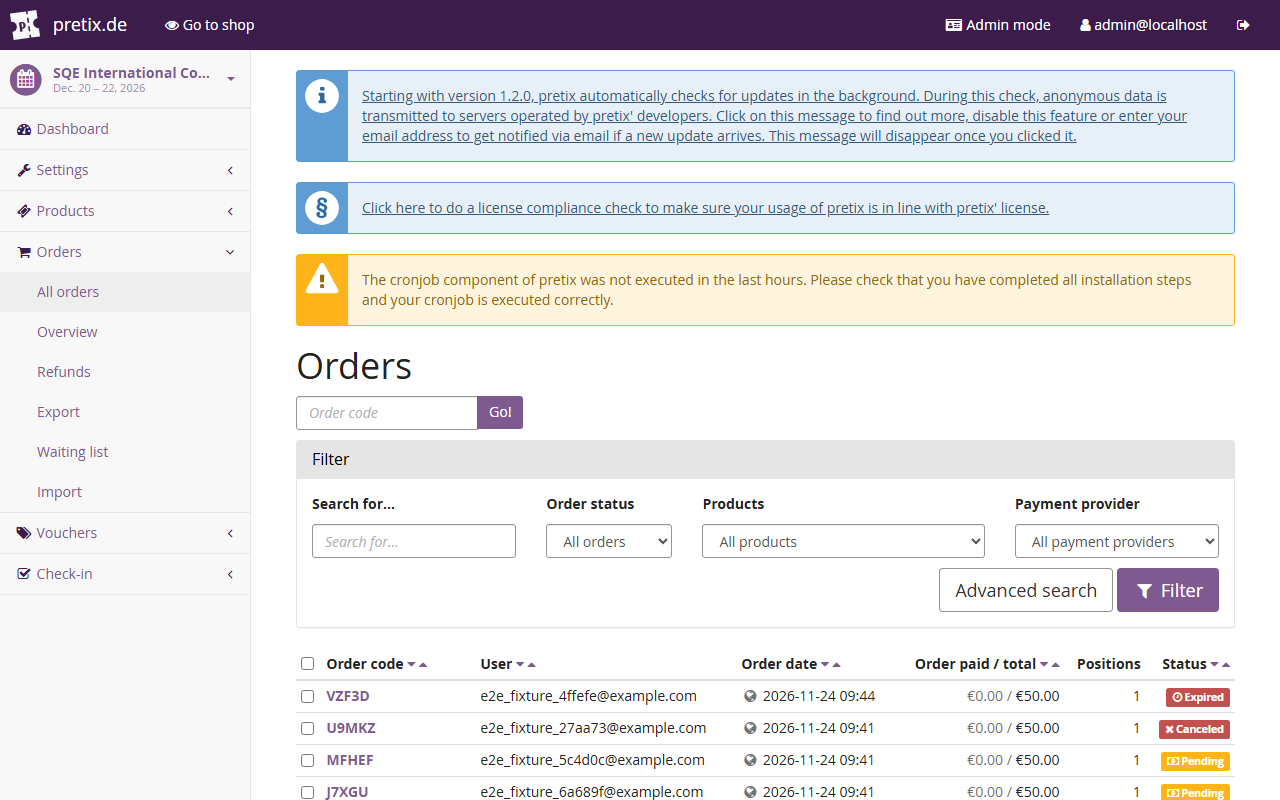 pretix.de
Go to shop
Admin mode
admin@localhost
SQE International Co...
Dec. 20 – 22, 2026
Dashboard
Settings
Products
Orders
All orders
Overview
Refunds
Export
Waiting list
Import
Vouchers
Check-in
Starting with version 1.2.0, pretix automatically checks for updates in the background. During this check, anonymous data is
transmitted to servers operated by pretix' developers. Click on this message to find out more, disable this feature or enter your
email address to get notified via email if a new update arrives. This message will disappear once you clicked it.
§
Click here to do a license compliance check to make sure your usage of pretix is in line with pretix' license.
The cronjob component of pretix was not executed in the last hours. Please check that you have completed all installation steps
and your cronjob is executed correctly.
Orders
Order code
Go!
Filter
Search for...
Order status
Products
Payment provider
Search for...
All orders
All products
All payment providers
Advanced search
Filter
Order code User Order date Order paid / total Positions Status
VZF3D e2e_fixture_4ffefe@example.com 2026-11-24 09:44 €0.00 / €50.00 1 Expired
U9MKZ e2e_fixture_27aa73@example.com 2026-11-24 09:41 €0.00 / €50.00 1 Canceled
MFHEF e2e_fixture_5c4d0c@example.com 2026-11-24 09:41 €0.00 / €50.00 1 Pending
J7XGU e2e_fixture_6a689f@example.com 2026-11-24 09:41 €0.00 / €50.00 1 Pending